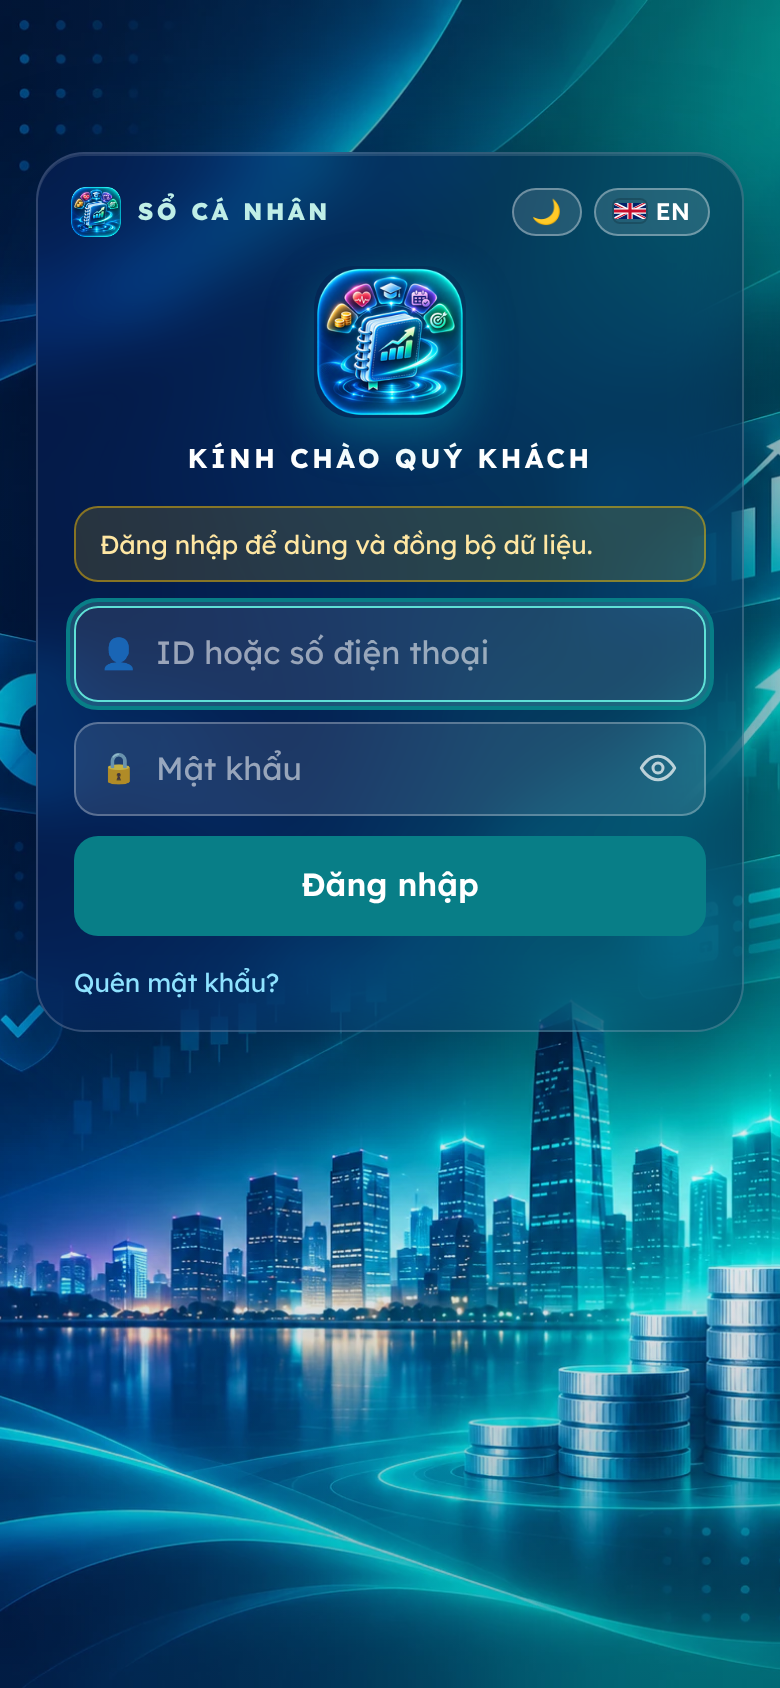 SỔ CÁ NHÂN
EN
KÍNH CHÀO QUÝ KHÁCH
Đăng nhập để dùng và đồng bộ dữ liệu.
ID hoặc số điện thoại
Mật khẩu
Đăng nhập
Quên mật khẩu?